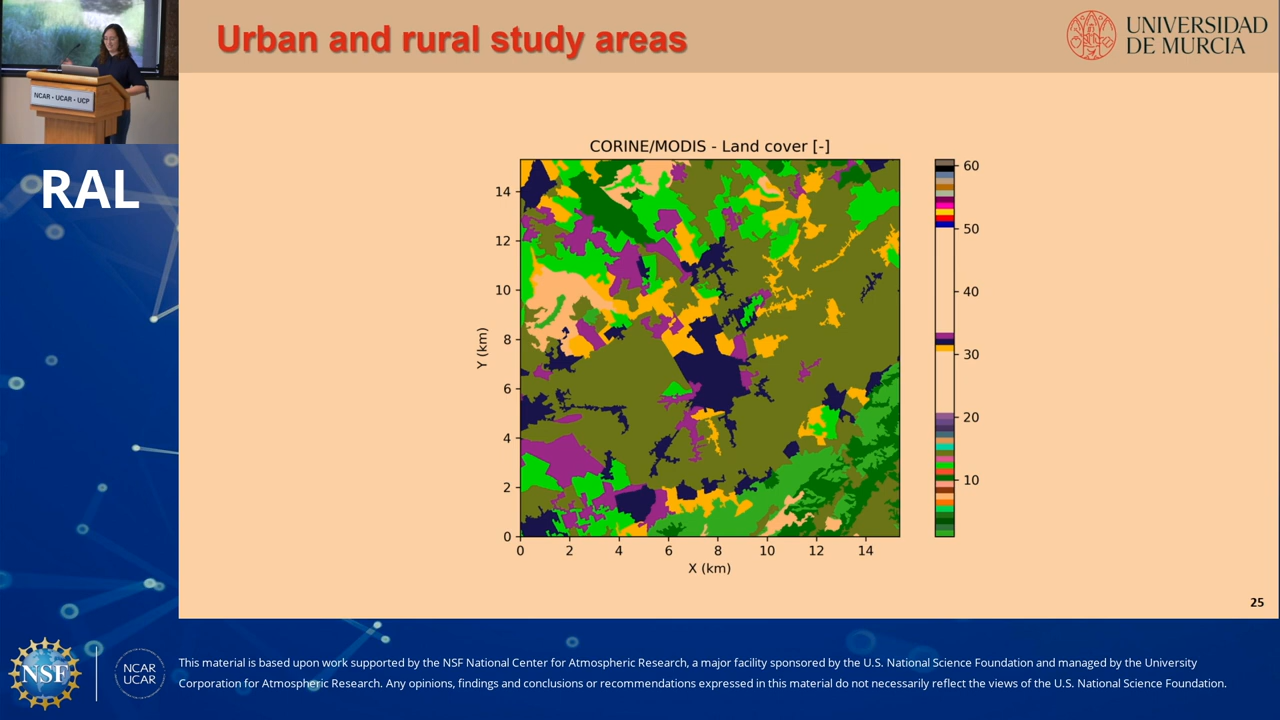 Urban and rural study areas
UNIVERSIDAD
DE MURCIA
NCAR • UCAR • UCP
RAL
CORINE/MODIS - Land cover [-]
Y (km)
14
12
10
8
6
4
2
0
0 2 4 6 8 10 12 14
X (km)
60
50
40
30
20
10
25
NSF
NCAR
UCAR
This material is based upon work supported by the NSF National Center for Atmospheric Research, a major facility sponsored by the U.S. National Science Foundation and managed by the University
Corporation for Atmospheric Research. Any opinions, findings and conclusions or recommendations expressed in this material do not necessarily reflect the views of the U.S. National Science Foundation.